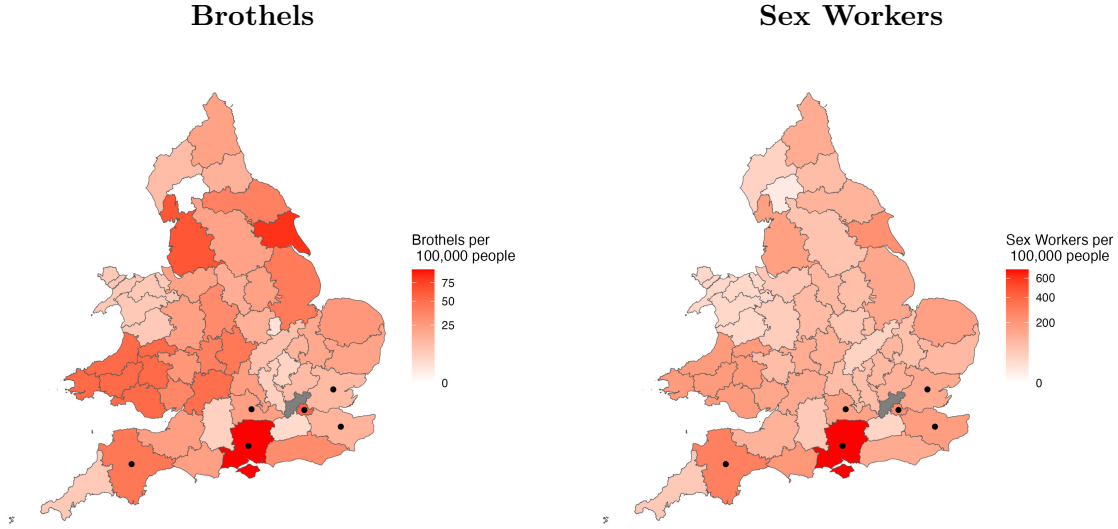 Brothels
Sex Workers
Brothels per
100,000 people
75
50
25
0
Sex Workers per
100,000 people
600
400
200
0